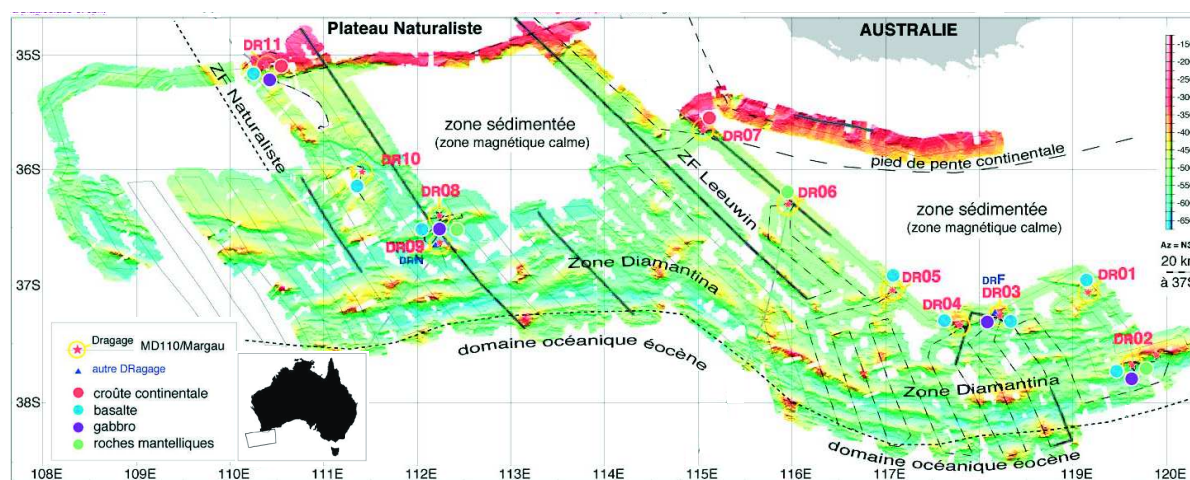 Plateau Naturaliste
AUSTRALIE
35S
36S
37S
38S
108E
109E
110E
111E
112E
113E
114E
115E
116E
117E
118E
119E
120E
DR11
ZF Naturaliste
DR10
DR08
DR09
zone sédimentée
(zone magnétique calme)
ZF Leeuwin
DR07
DR06
pied de pente continentale
zone sédimentée
(zone magnétique calme)
DR05
DR04
DRF
DR03
DR01
DR02
Zone Diamantina
Zone Diamantina
domaine océanique éocène
domaine océanique éocène
Az = N3
20 km
à 37S
Dragage MD110/Margau
autre DRagage
croûte continentale
basalte
gabbro
roches mantelliques